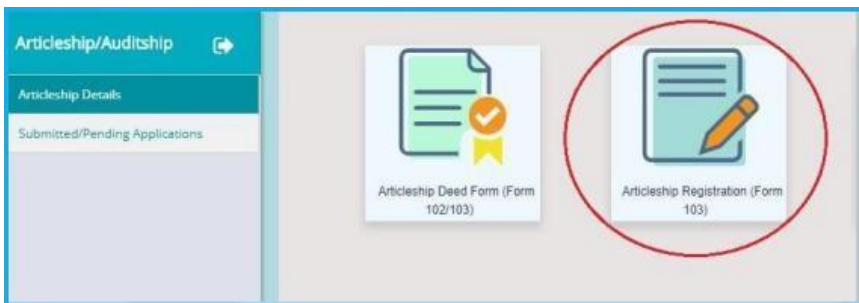 Articleship/Auditship
Articleship Details
Submitted/Pending Applications
Articleship Deed Form (Form
102/103)
Articleship Registration (Form
103)